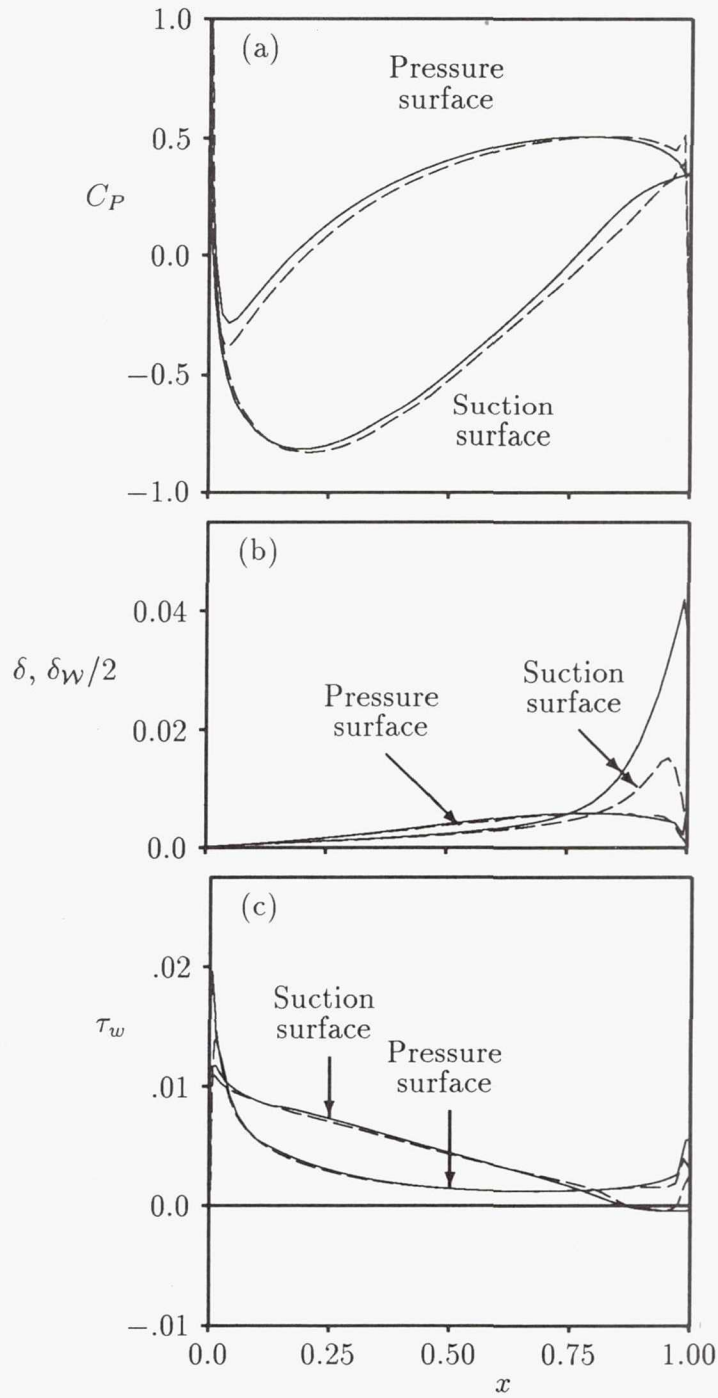 1.0
(a)
Pressure
surface
0.5
C_P
0.0
−0.5
Suction
surface
−1.0
(b)
0.04
δ, δ_𝒲/2
Suction
surface
Pressure
surface
0.02
0.0
(c)
.02
Suction
surface
τ_w
Pressure
surface
.01
0.0
−.01
0.0 0.25 0.50 0.75 1.00
x